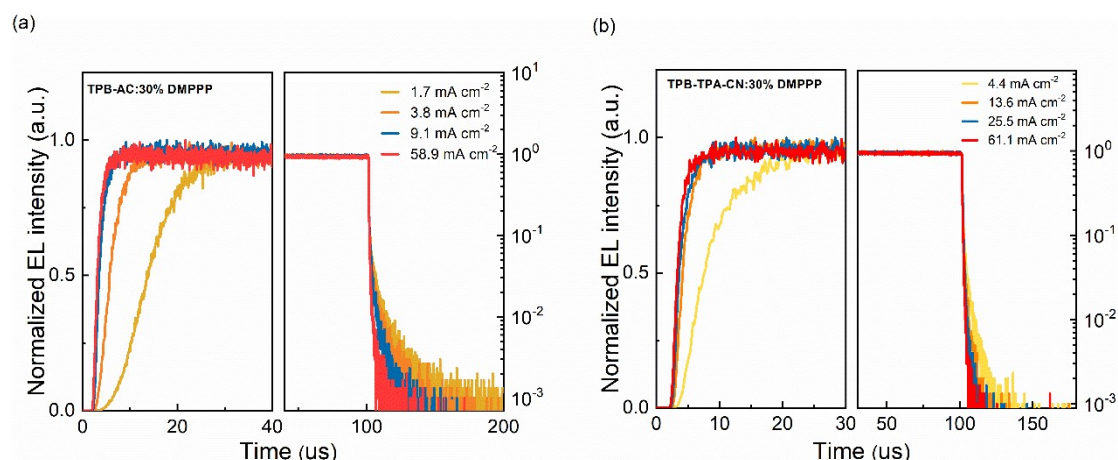 (a)
TPB-AC:30% DMPPP
1.7 mA cm⁻²
3.8 mA cm⁻²
9.1 mA cm⁻²
58.9 mA cm⁻²
Normalized EL intensity (a.u.)
1.0
0.5
0.0
10¹
10⁰
10⁻¹
10⁻²
10⁻³
0 20 40 100 200
Time (us)
(b)
TPB-TPA-CN:30% DMPPP
4.4 mA cm⁻²
13.6 mA cm⁻²
25.5 mA cm⁻²
61.1 mA cm⁻²
Normalized EL intensity (a.u.)
1.0
0.5
0.0
10⁰
10⁻¹
10⁻²
10⁻³
0 10 20 30 50 100 150
Time (us)